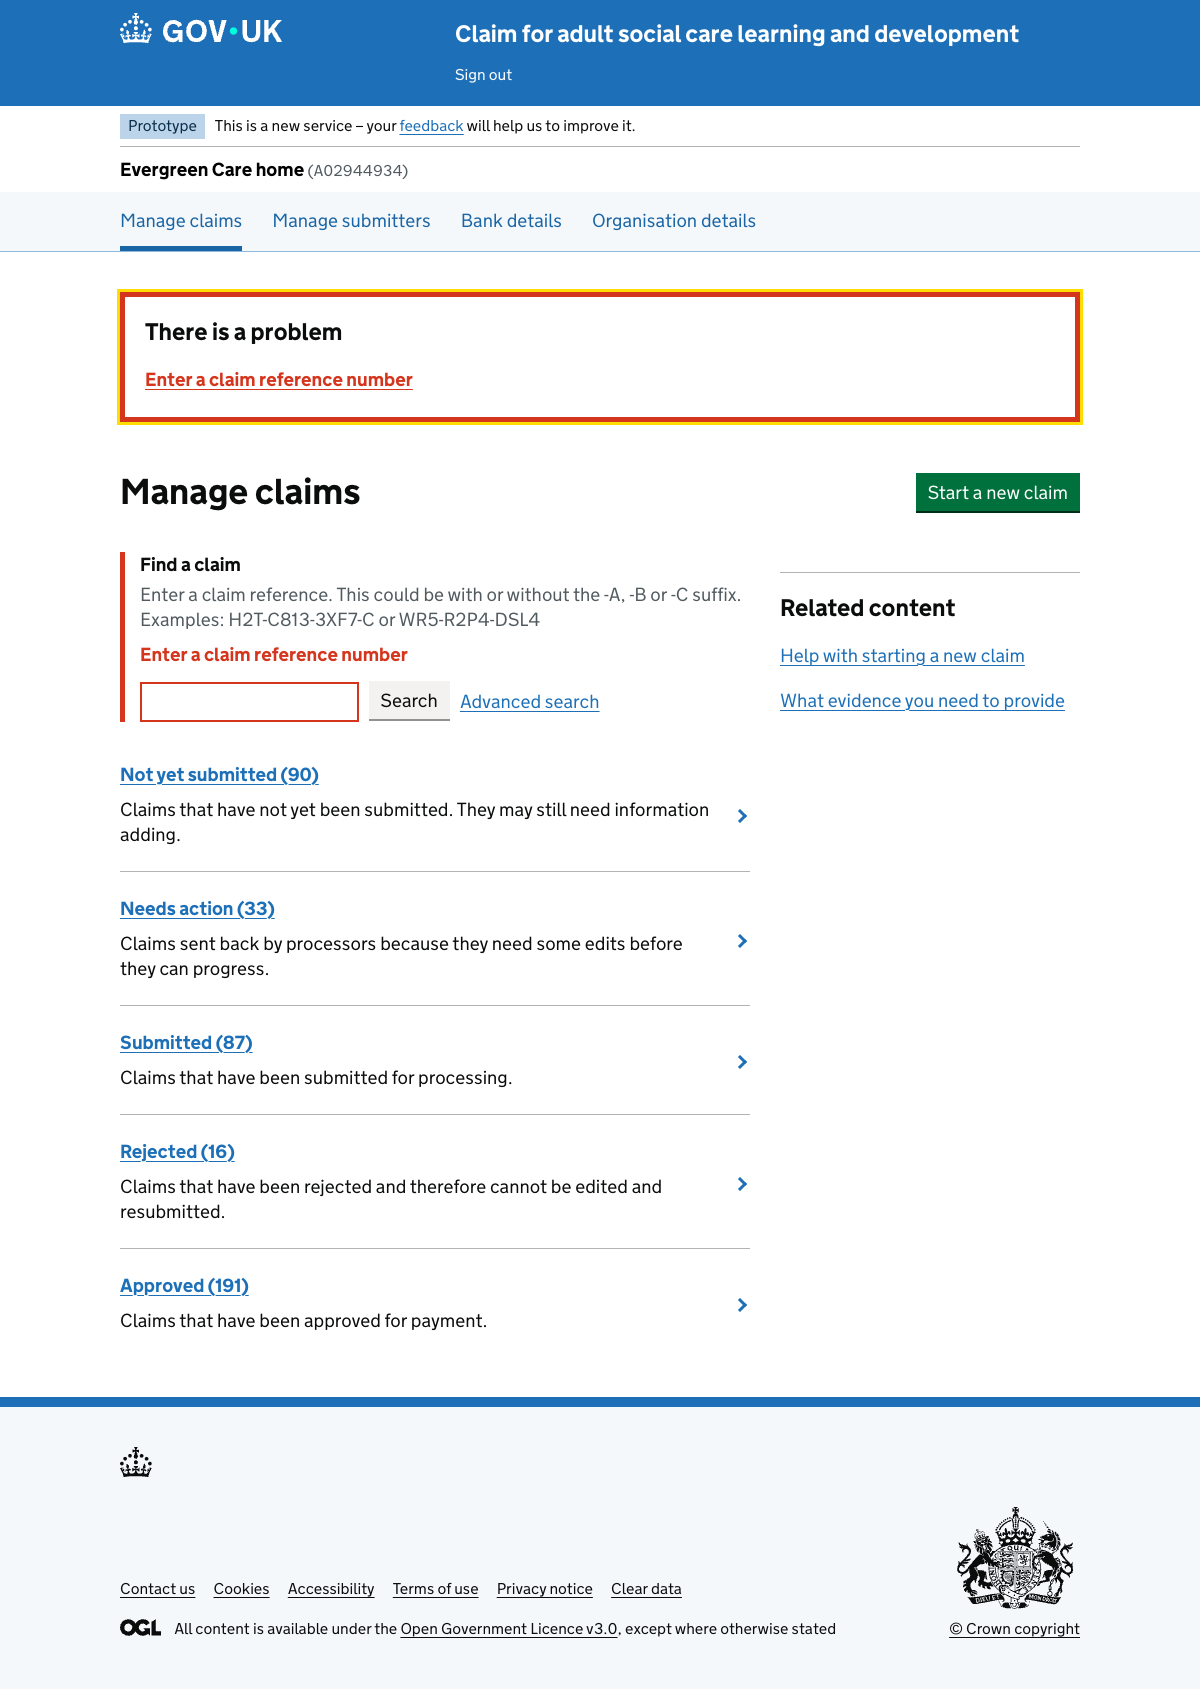 GOV·UK
Claim for adult social care learning and development
Sign out
Prototype This is a new service – your feedback will help us to improve it.
Evergreen Care home (A02944934)
Manage claims Manage submitters Bank details Organisation details
There is a problem
Enter a claim reference number
Manage claims
Start a new claim
Find a claim
Enter a claim reference. This could be with or without the -A, -B or -C suffix.
Examples: H2T-C813-3XF7-C or WR5-R2P4-DSL4
Enter a claim reference number
Search Advanced search
Related content
Help with starting a new claim
What evidence you need to provide
Not yet submitted (90)
Claims that have not yet been submitted. They may still need information
adding.
Needs action (33)
Claims sent back by processors because they need some edits before
they can progress.
Submitted (87)
Claims that have been submitted for processing.
Rejected (16)
Claims that have been rejected and therefore cannot be edited and
resubmitted.
Approved (191)
Claims that have been approved for payment.
Contact us Cookies Accessibility Terms of use Privacy notice Clear data
OGL All content is available under the Open Government Licence v3.0, except where otherwise stated
© Crown copyright